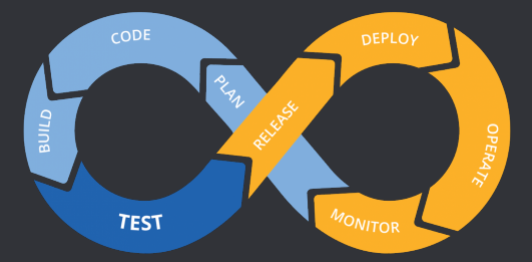 CODE
DEPLOY
PLAN
BUILD
RELEASE
OPERATE
TEST
MONITOR